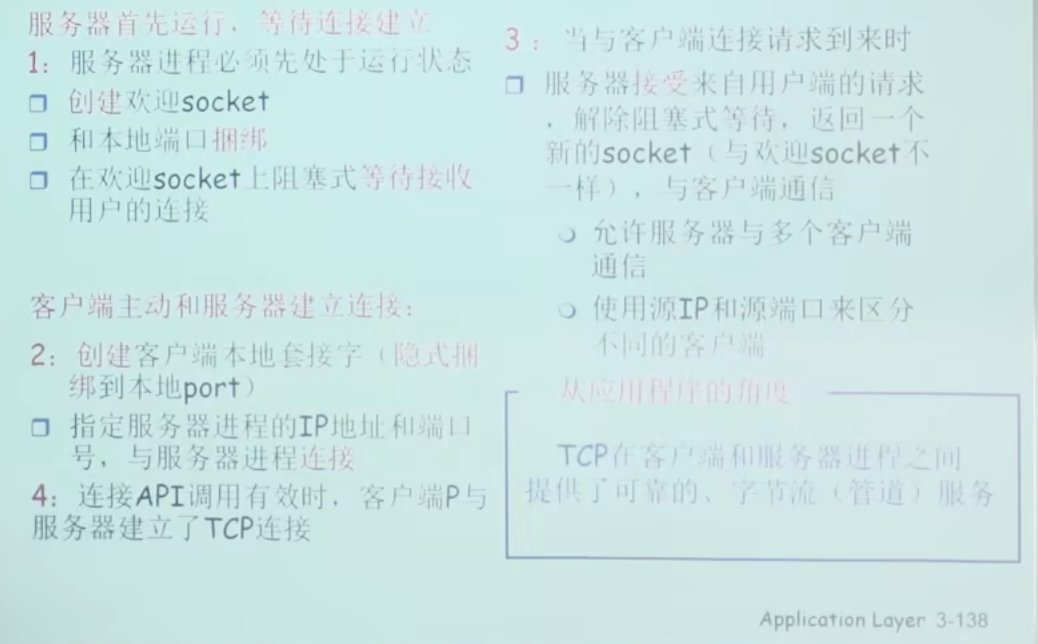 服务器首先运行，等待连接建立
1：服务器进程必须先处于运行状态
创建欢迎socket
和本地端口捆绑
在欢迎socket上阻塞式等待接收
用户的连接
客户端主动和服务器建立连接：
2：创建客户端本地套接字（隐式捆
绑到本地port）
指定服务器进程的IP地址和端口
号，与服务器进程连接
4：连接API调用有效时，客户端P与
服务器建立了TCP连接
3：当与客户端连接请求到来时
服务器接受来自用户端的请求
，解除阻塞式等待，返回一个
新的socket（与欢迎socket不
一样），与客户端通信
允许服务器与多个客户端
通信
使用源IP和源端口来区分
不同的客户端
从应用程序的角度
TCP在客户端和服务器进程之间
提供了可靠的、字节流（管道）服务
Application Layer 3-138